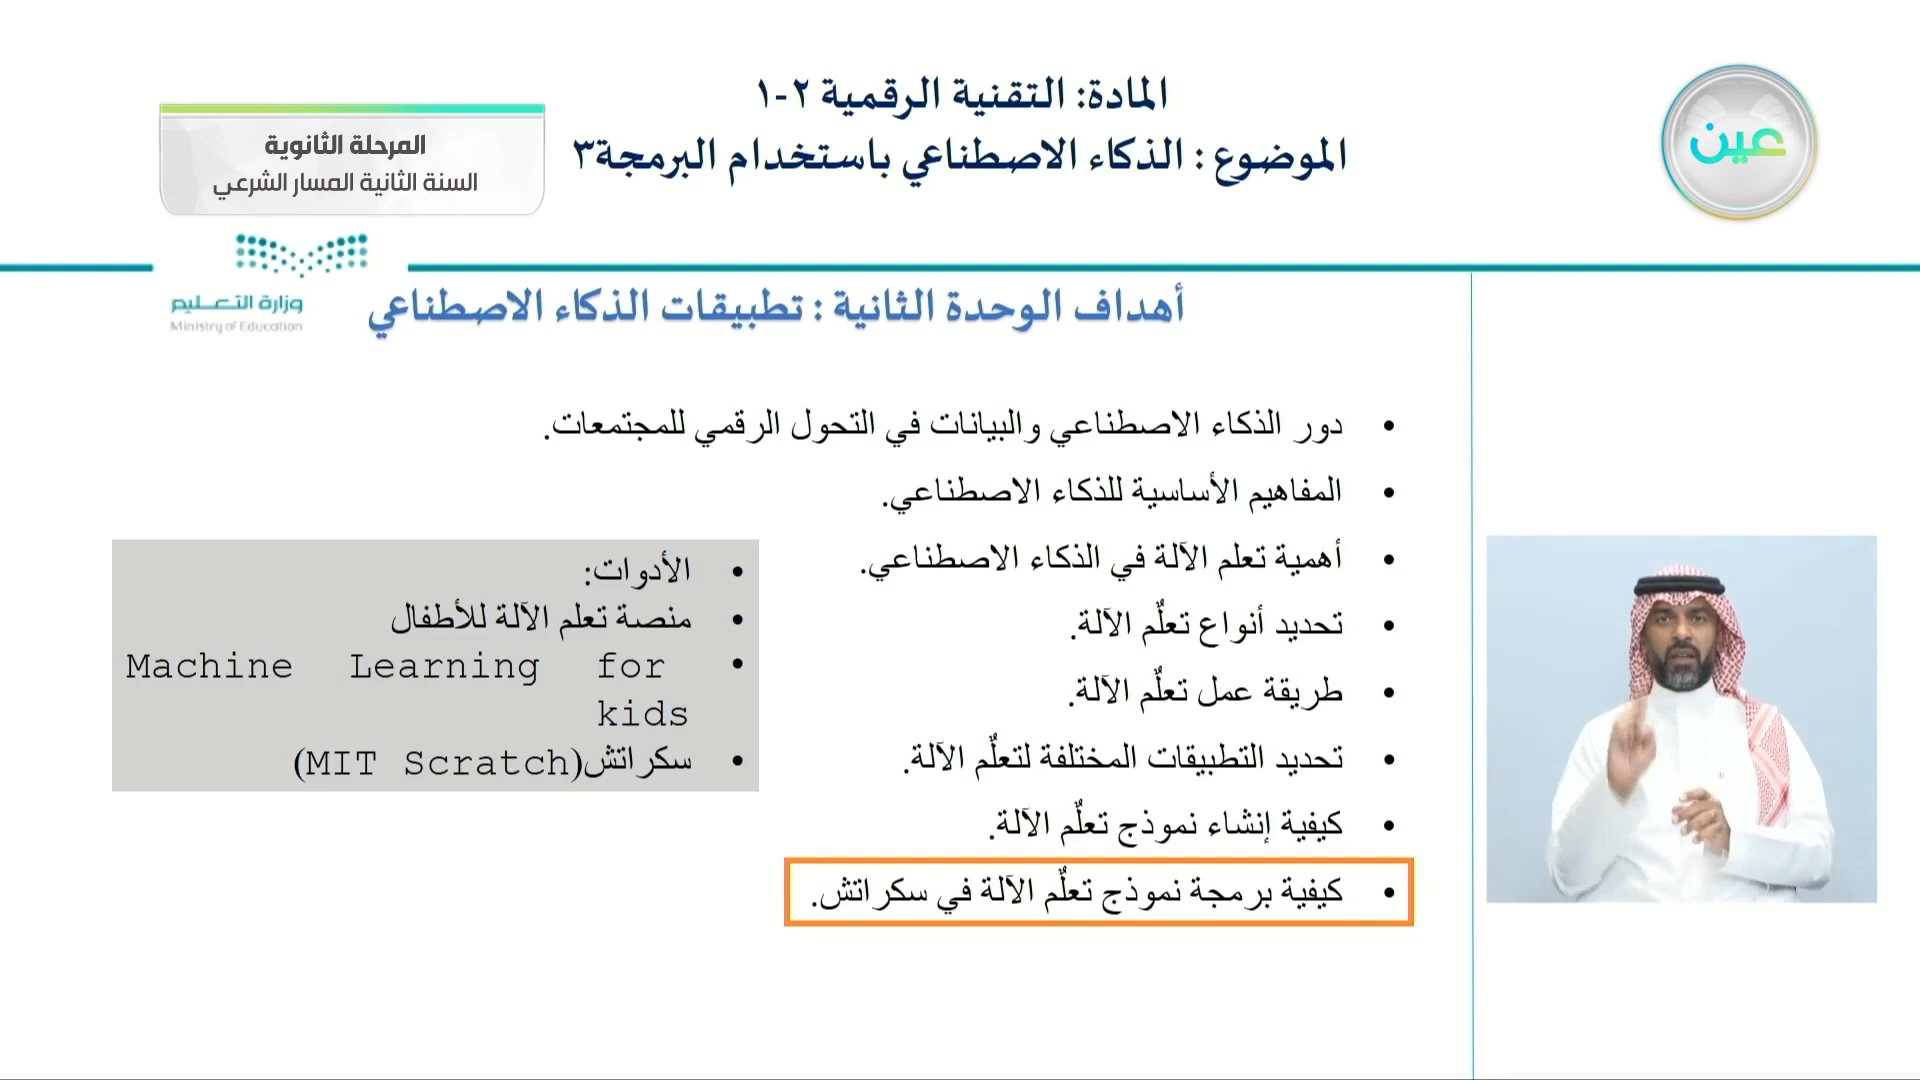 المادة: التقنية الرقمية ٢-١
الموضوع : الذكاء الاصطناعي باستخدام البرمجة٣
عين
المرحلة الثانوية
السنة الثانية المسار الشرعي
وزارة التعليم
Ministry of Education
أهداف الوحدة الثانية : تطبيقات الذكاء الاصطناعي
• دور الذكاء الاصطناعي والبيانات في التحول الرقمي للمجتمعات.
• المفاهيم الأساسية للذكاء الاصطناعي.
• أهمية تعلم الآلة في الذكاء الاصطناعي.
• تحديد أنواع تعلُّم الآلة.
• طريقة عمل تعلُّم الآلة.
• تحديد التطبيقات المختلفة لتعلُّم الآلة.
• كيفية إنشاء نموذج تعلُّم الآلة.
• كيفية برمجة نموذج تعلُّم الآلة في سكراتش.
• الأدوات:
• منصة تعلم الآلة للأطفال
• Machine Learning for
kids
• سكراتش(MIT Scratch)